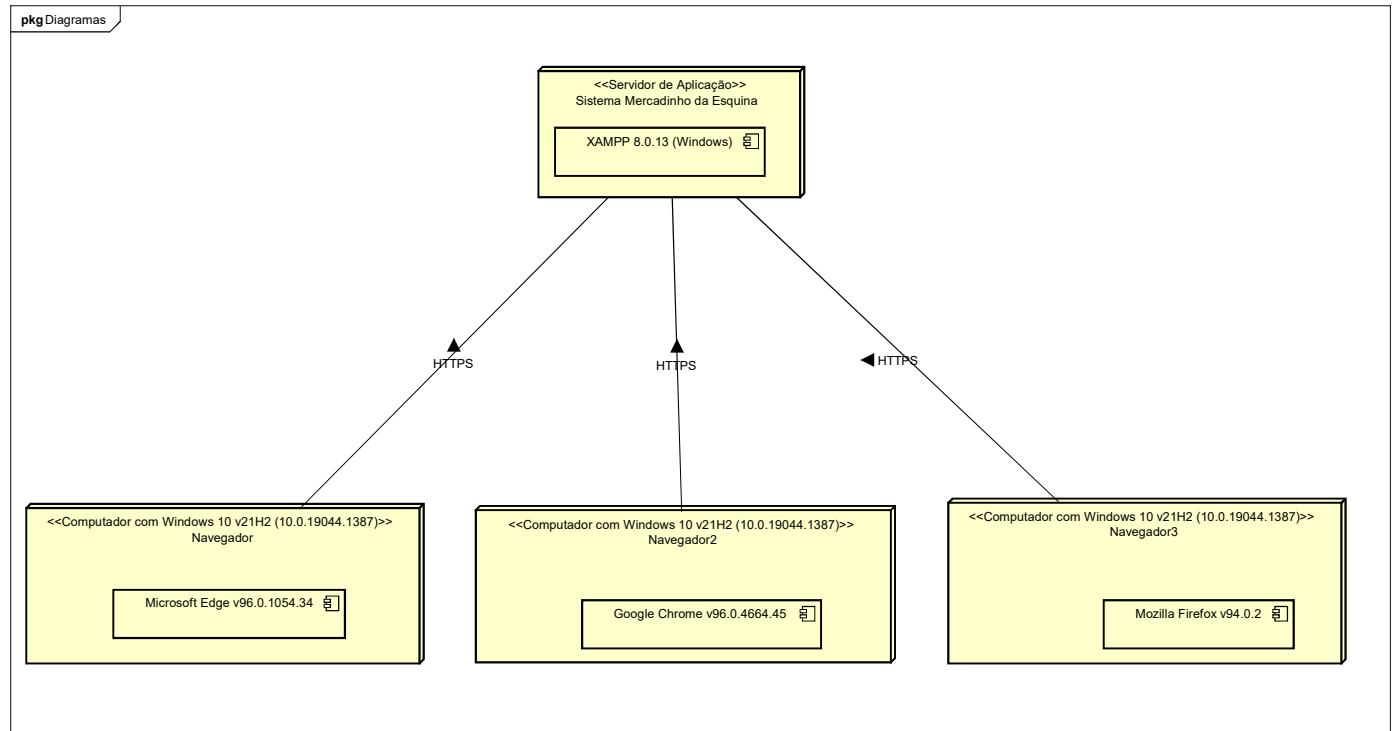 pkg Diagramas
<<Servidor de Aplicação>>
Sistema Mercadinho da Esquina
XAMPP 8.0.13 (Windows)
HTTPS
HTTPS
HTTPS
<<Computador com Windows 10 v21H2 (10.0.19044.1387)>>
Navegador
Microsoft Edge v96.0.1054.34
<<Computador com Windows 10 v21H2 (10.0.19044.1387)>>
Navegador2
Google Chrome v96.0.4664.45
<<Computador com Windows 10 v21H2 (10.0.19044.1387)>>
Navegador3
Mozilla Firefox v94.0.2